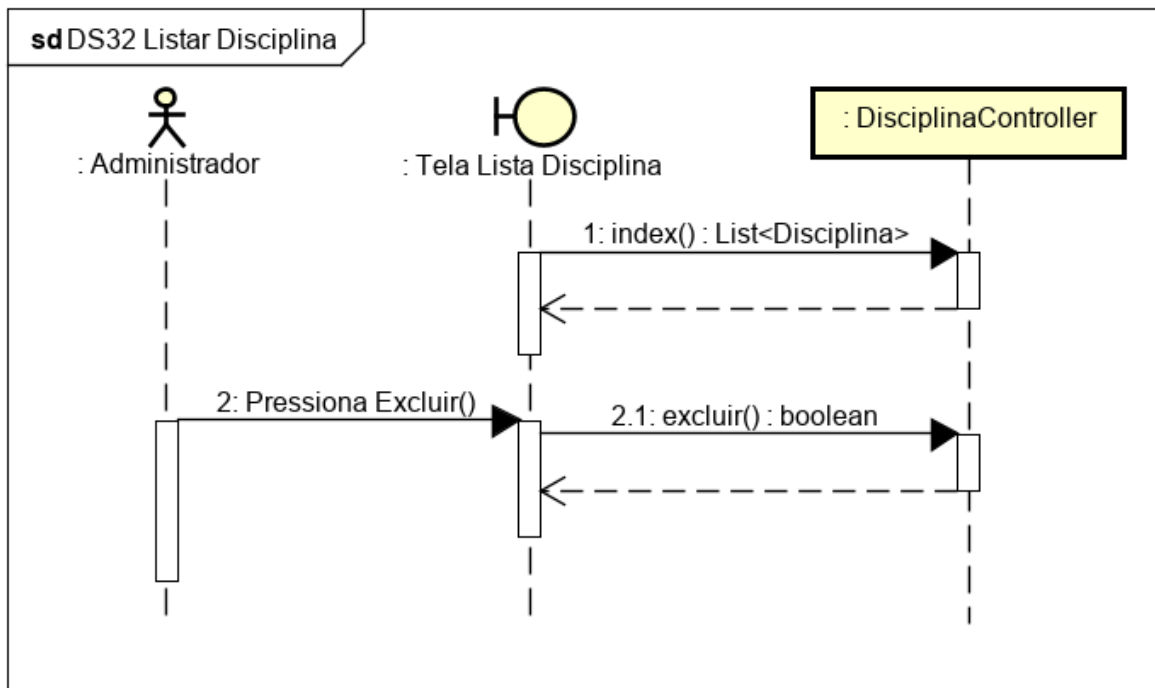 sd DS32 Listar Disciplina
: Administrador
: Tela Lista Disciplina
: DisciplinaController
1: index() : List<Disciplina>
2: Pressiona Excluir()
2.1: excluir() : boolean